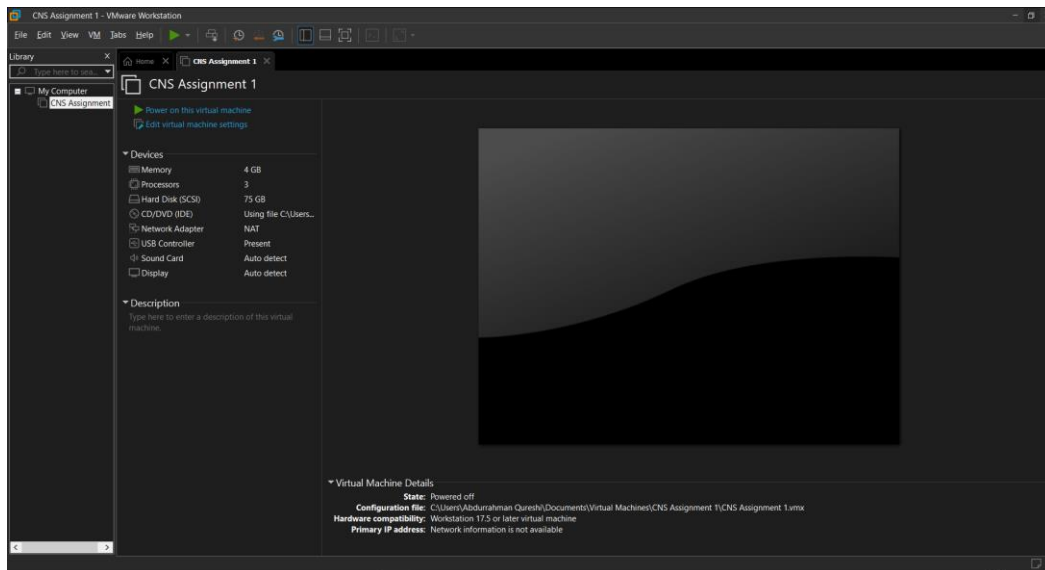 CNS Assignment 1 - VMware Workstation
File Edit View VM Tabs Help
Library X
Type here to sea...
My Computer
CNS Assignment
Home X CNS Assignment 1 X
CNS Assignment 1
Power on this virtual machine
Edit virtual machine settings
Devices
Memory 4 GB
Processors 3
Hard Disk (SCSI) 75 GB
CD/DVD (IDE) Using file C:\Users...
Network Adapter NAT
USB Controller Present
Sound Card Auto detect
Display Auto detect
Description
Type here to enter a description of this virtual
machine.
Virtual Machine Details
State: Powered off
Configuration file: C:\Users\Abdurrahman Qureshi\Documents\Virtual Machines\CNS Assignment 1\CNS Assignment 1.vmx
Hardware compatibility: Workstation 17.5 or later virtual machine
Primary IP address: Network information is not available